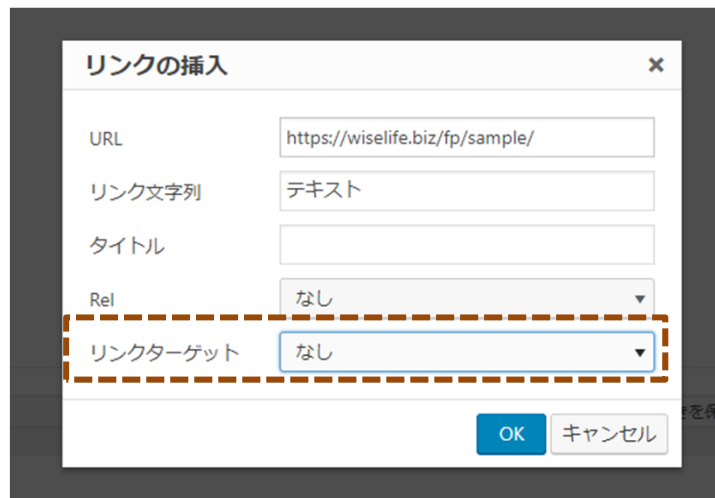 リンクの挿入 ×
URL https://wiselife.biz/fp/sample/
リンク文字列 テキスト
タイトル
Rel なし
リンクターゲット なし
OK キャンセル